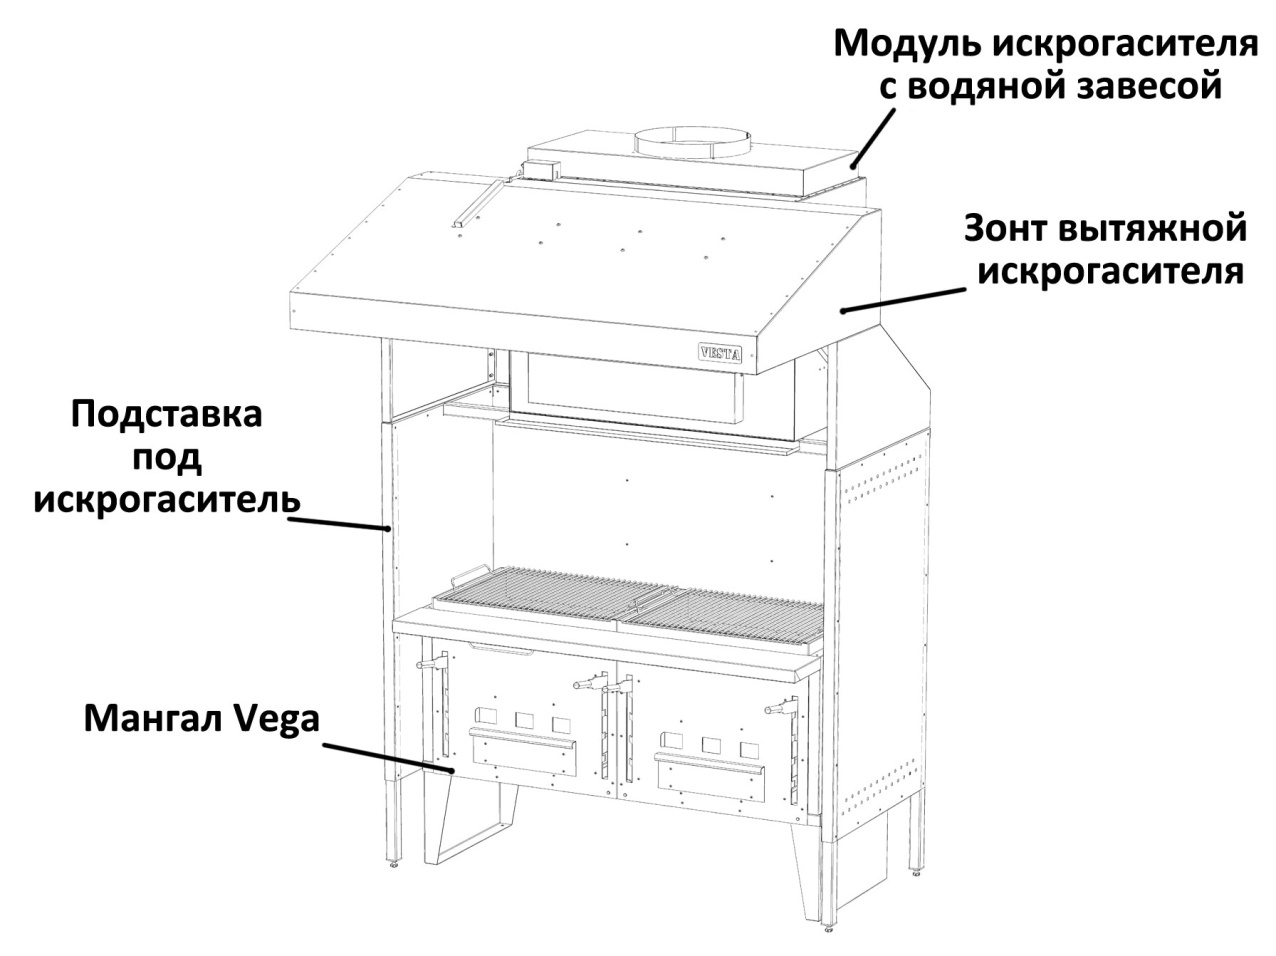 Модуль искрогасителя
с водяной завесой
Зонт вытяжной
искрогасителя
VESTA
Подставка
под
искрогаситель
Мангал Vega